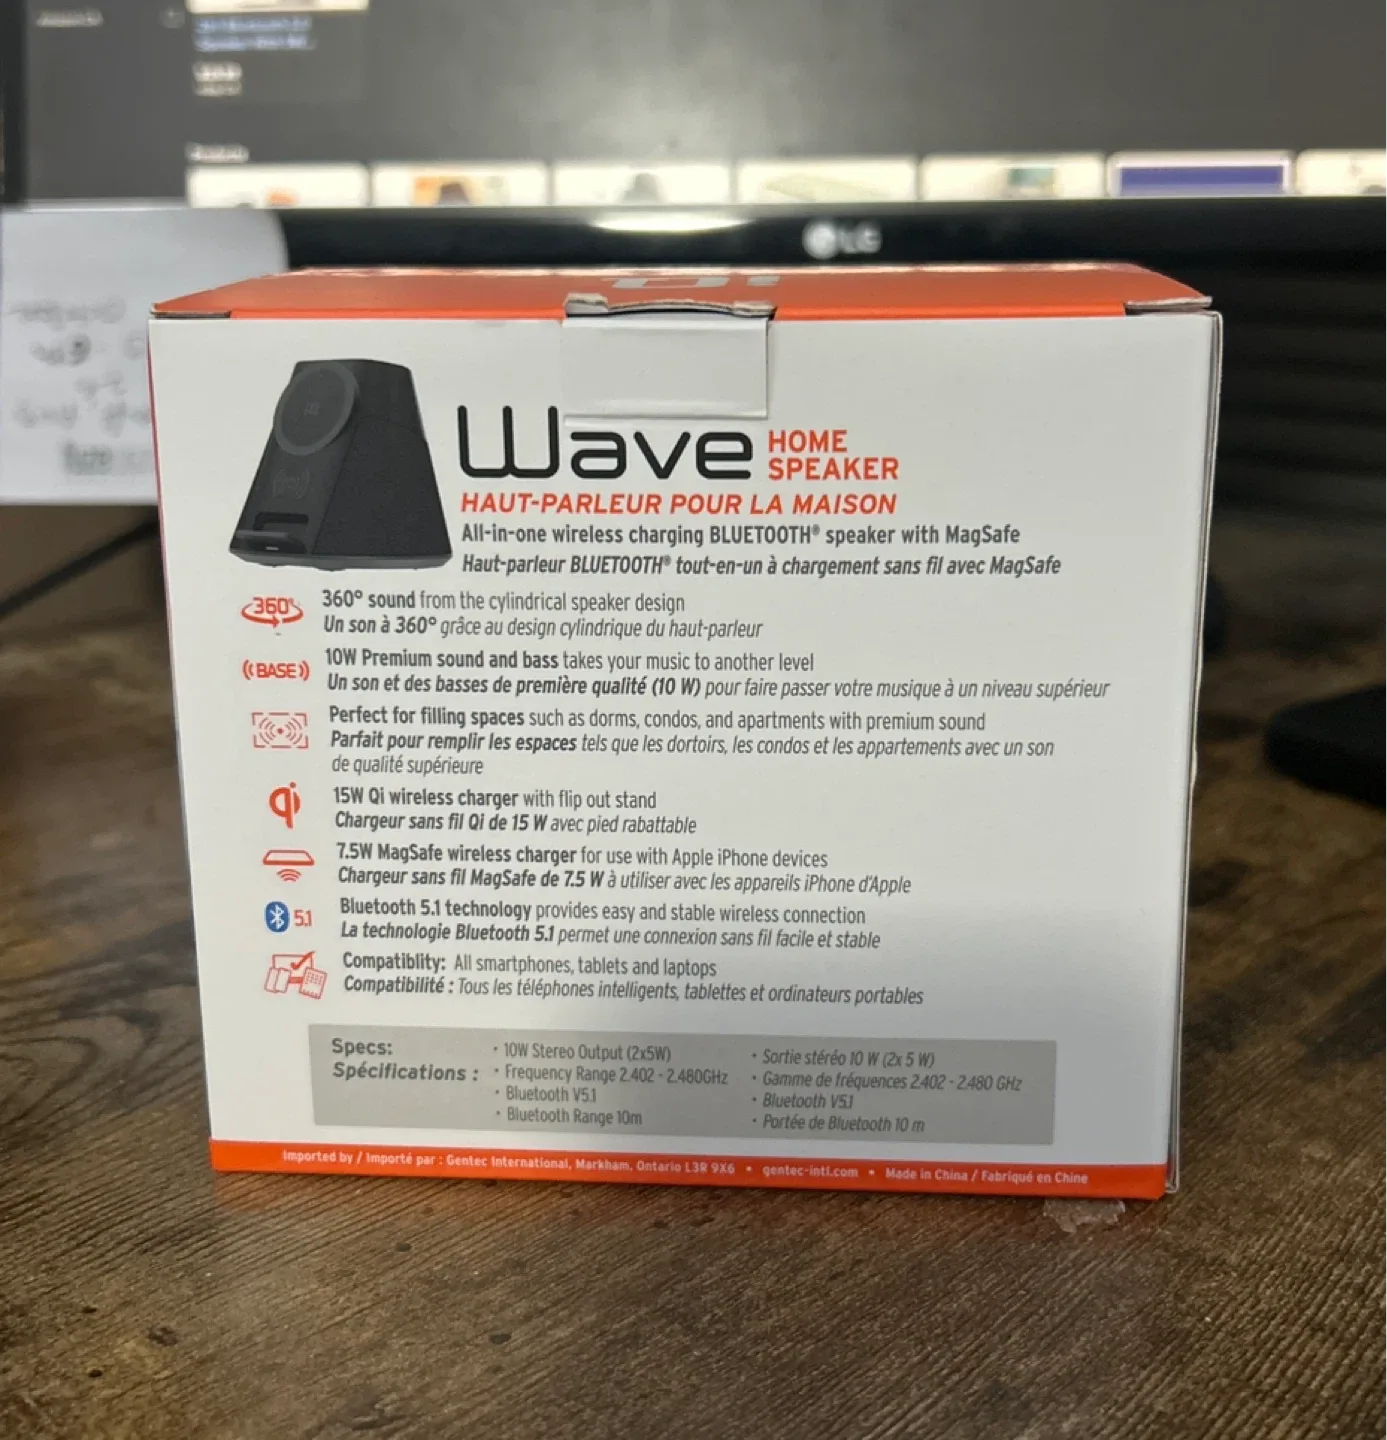 LG
Qi
Wave HOME SPEAKER
HAUT-PARLEUR POUR LA MAISON
All-in-one wireless charging BLUETOOTH® speaker with MagSafe
Haut-parleur BLUETOOTH® tout-en-un à chargement sans fil avec MagSafe
360°
360° sound from the cylindrical speaker design
Un son à 360° grâce au design cylindrique du haut-parleur
((BASE))
10W Premium sound and bass takes your music to another level
Un son et des basses de première qualité (10 W) pour faire passer votre musique à un niveau supérieur
Perfect for filling spaces such as dorms, condos, and apartments with premium sound
Parfait pour remplir les espaces tels que les dortoirs, les condos et les appartements avec un son
de qualité supérieure
qi
15W Qi wireless charger with flip out stand
Chargeur sans fil Qi de 15 W avec pied rabattable
7.5W MagSafe wireless charger for use with Apple iPhone devices
Chargeur sans fil MagSafe de 7.5 W à utiliser avec les appareils iPhone d'Apple
5.1
Bluetooth 5.1 technology provides easy and stable wireless connection
La technologie Bluetooth 5.1 permet une connexion sans fil facile et stable
Compatiblity: All smartphones, tablets and laptops
Compatibilité : Tous les téléphones intelligents, tablettes et ordinateurs portables
Specs:
Spécifications :
• 10W Stereo Output (2x5W)
• Frequency Range 2.402 - 2.480GHz
• Bluetooth V5.1
• Bluetooth Range 10m
• Sortie stéréo 10 W (2x 5 W)
• Gamme de fréquences 2.402 - 2.480 GHz
• Bluetooth V5.1
• Portée de Bluetooth 10 m
Imported by / Importé par : Gentec International, Markham, Ontario L3R 9X6 • gentec-intl.com • Made in China / Fabriqué en Chine